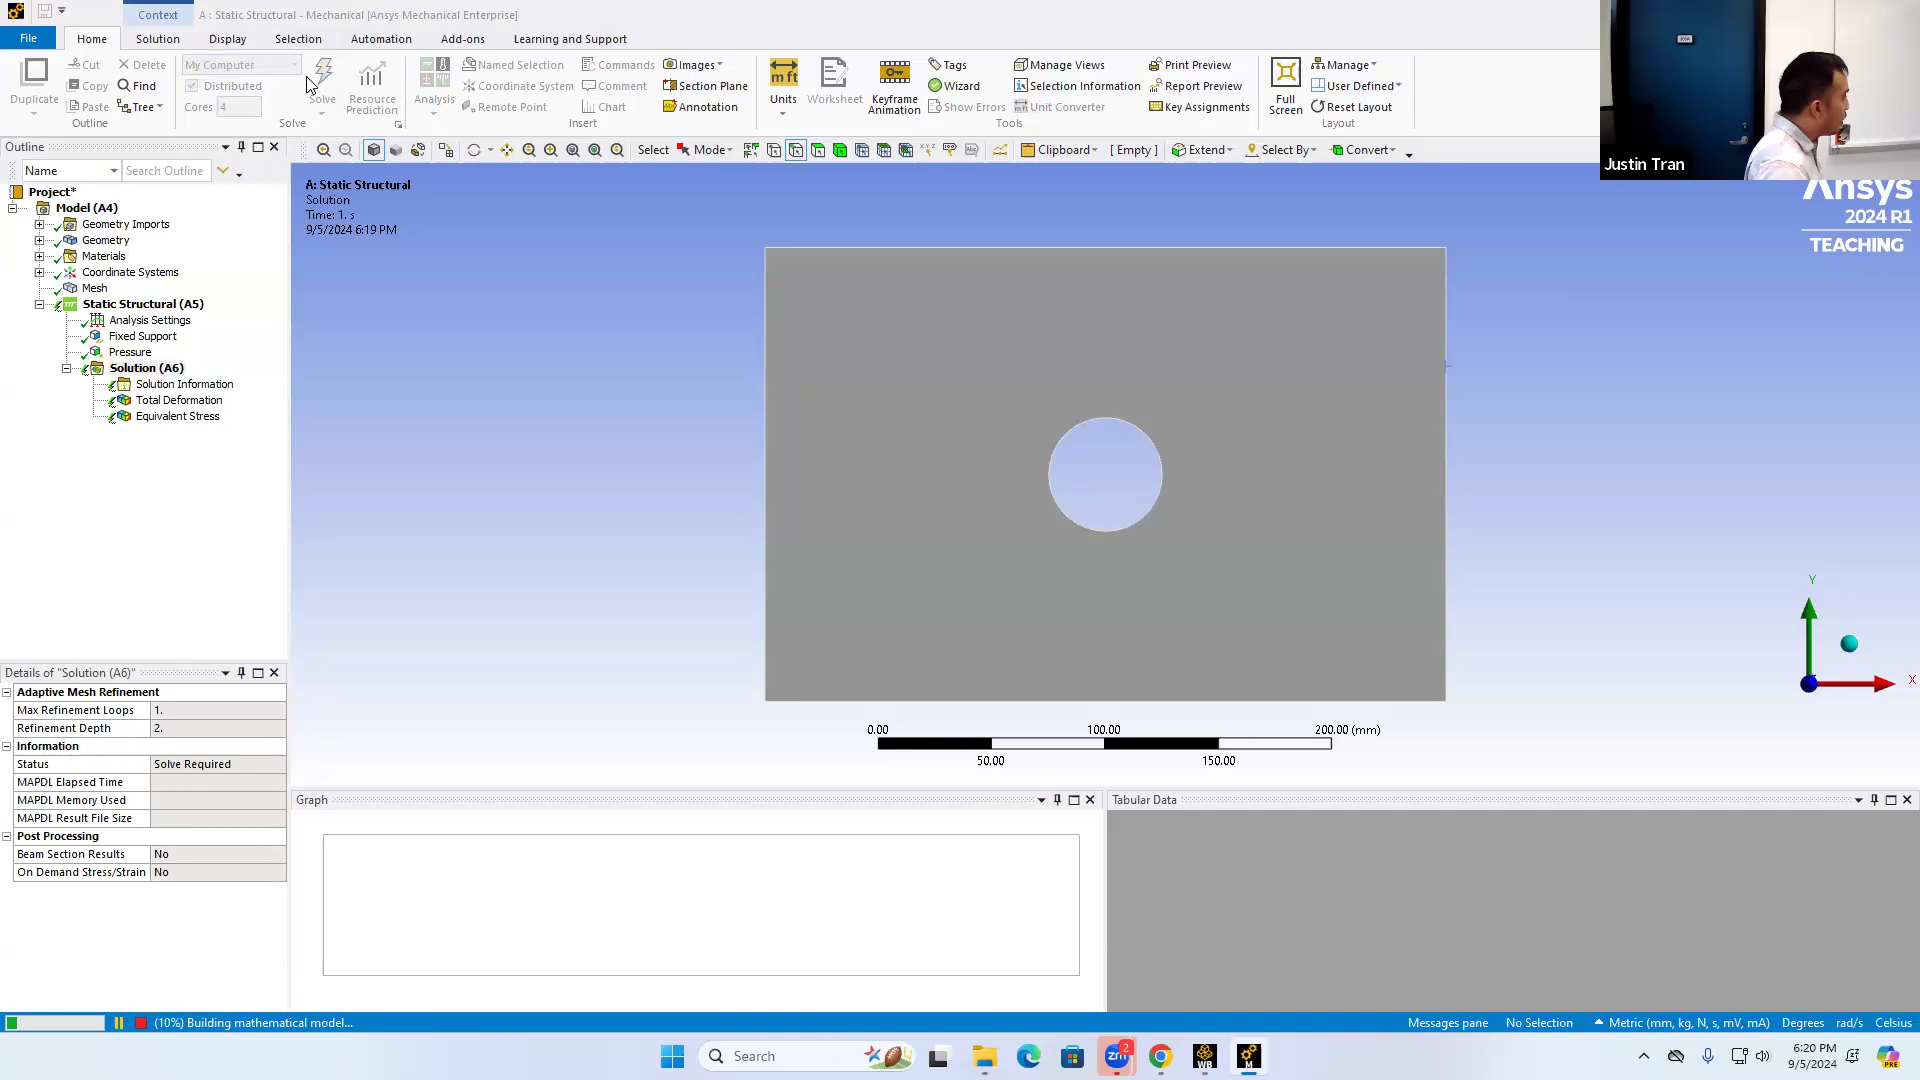 Context
A : Static Structural - Mechanical [Ansys Mechanical Enterprise]
File
Home
Solution
Display
Selection
Automation
Add-ons
Learning and Support
Duplicate
Cut
Copy
Paste
Delete
Find
Tree
Outline
My Computer
Distributed
Cores 4
Solve
Resource Prediction
Solve
Analysis
Named Selection
Coordinate System
Remote Point
Commands
Comment
Chart
Images
Section Plane
Annotation
Insert
Units
Worksheet
Keyframe Animation
Tags
Wizard
Show Errors
Manage Views
Selection Information
Unit Converter
Print Preview
Report Preview
Key Assignments
Tools
Full Screen
Manage
User Defined
Reset Layout
Layout
Justin Tran
Outline
Name
Search Outline
Select
Mode
Clipboard
[ Empty ]
Extend
Select By
Convert
Project*
Model (A4)
Geometry Imports
Geometry
Materials
Coordinate Systems
Mesh
Static Structural (A5)
Analysis Settings
Fixed Support
Pressure
Solution (A6)
Solution Information
Total Deformation
Equivalent Stress
A: Static Structural
Solution
Time: 1. s
9/5/2024 6:19 PM
Ansys
2024 R1
TEACHING
Y
X
0.00
100.00
200.00 (mm)
50.00
150.00
Details of "Solution (A6)"
Adaptive Mesh Refinement
Max Refinement Loops 1.
Refinement Depth 2.
Information
Status Solve Required
MAPDL Elapsed Time
MAPDL Memory Used
MAPDL Result File Size
Post Processing
Beam Section Results No
On Demand Stress/Strain No
Graph
Tabular Data
(10%) Building mathematical model...
Messages pane
No Selection
Metric (mm, kg, N, s, mV, mA)
Degrees
rad/s
Celsius
Search
zm
2
WB
M
6:20 PM
9/5/2024
PRE